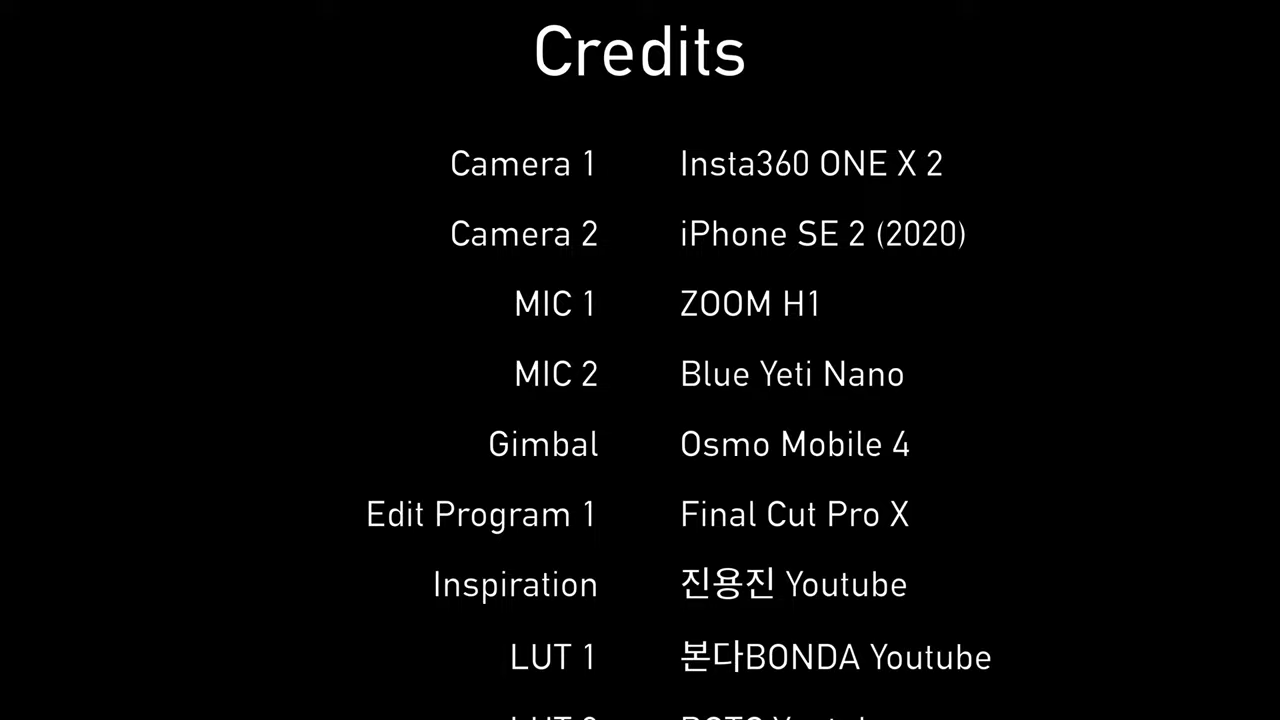 Credits
Camera 1 Insta360 ONE X 2
Camera 2 iPhone SE 2 (2020)
MIC 1 ZOOM H1
MIC 2 Blue Yeti Nano
Gimbal Osmo Mobile 4
Edit Program 1 Final Cut Pro X
Inspiration 진용진 Youtube
LUT 1 본다BONDA Youtube